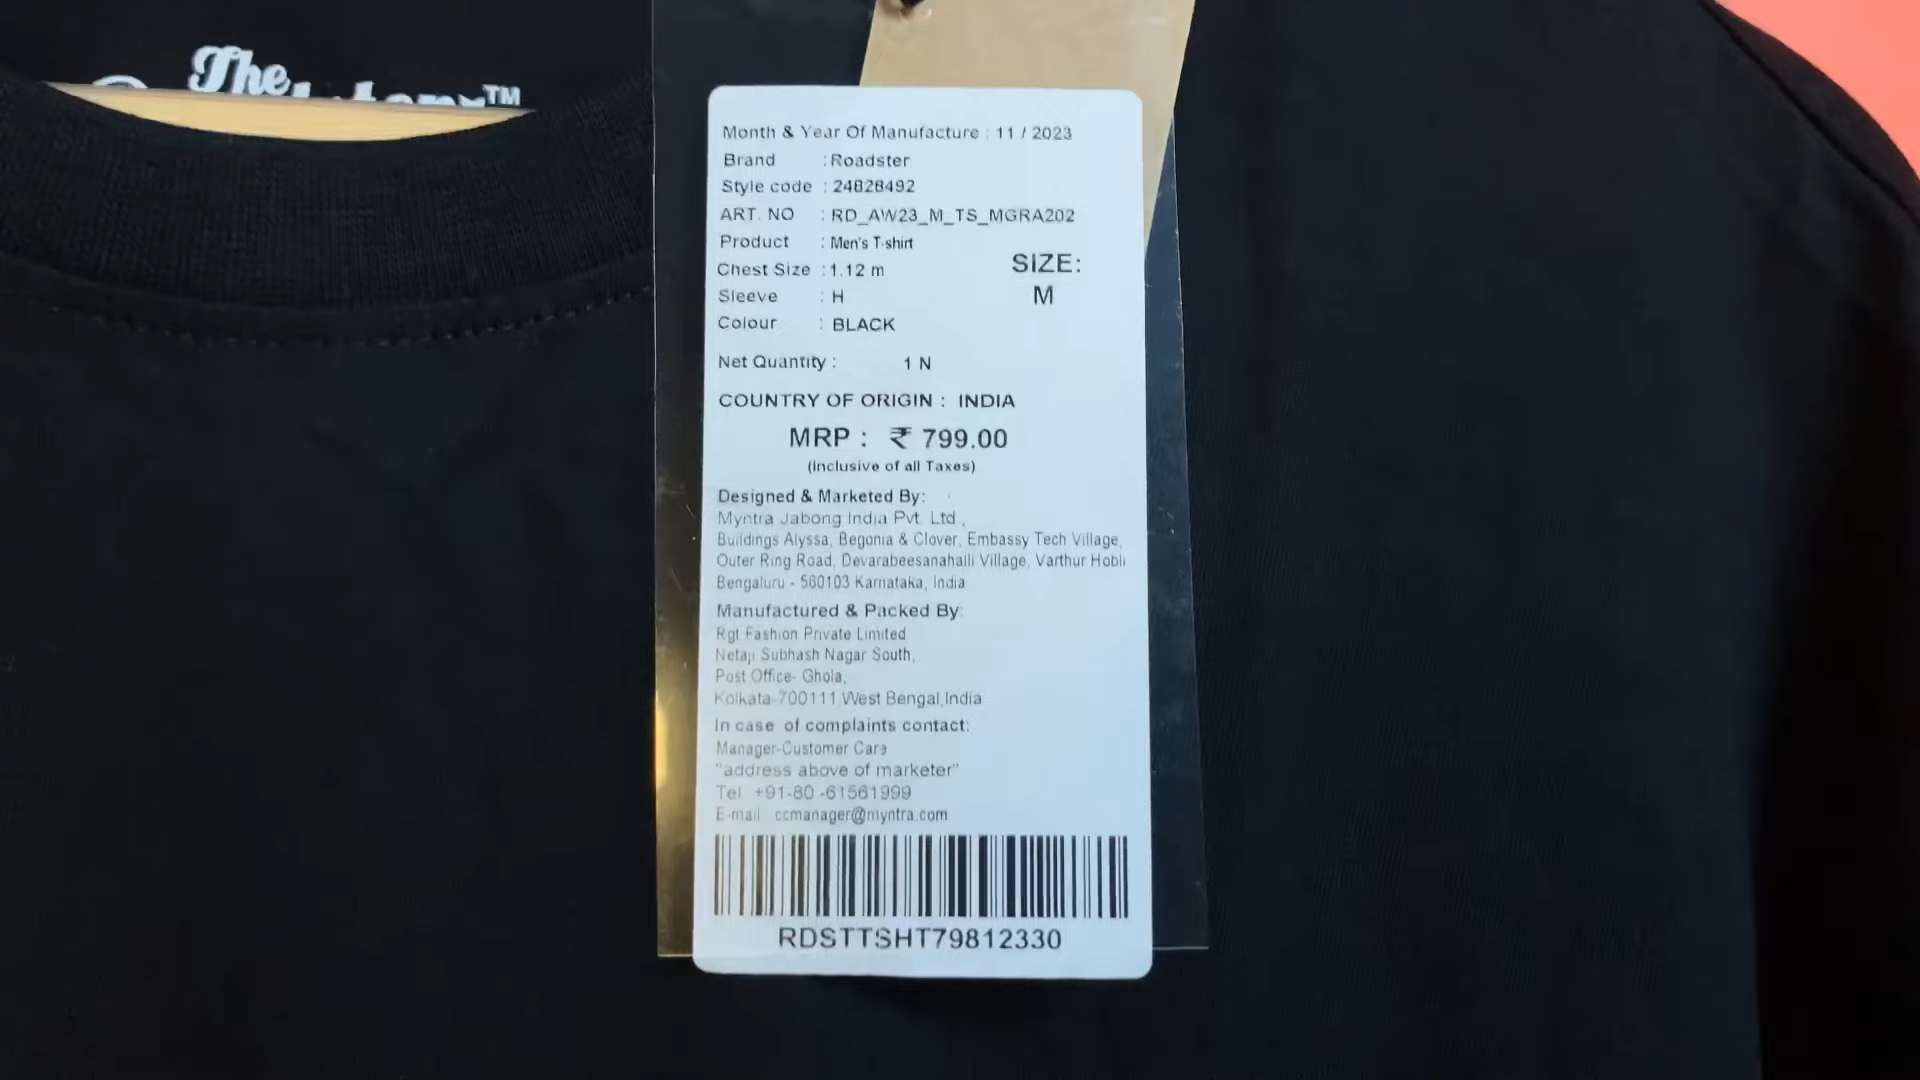 The
TM
Month & Year Of Manufacture : 11 / 2023
Brand : Roadster
Style code : 24828492
ART. NO : RD_AW23_M_TS_MGRA202
Product : Men's T-shirt
Chest Size : 1.12 m
SIZE:
Sleeve : H
M
Colour : BLACK
Net Quantity : 1 N
COUNTRY OF ORIGIN : INDIA
MRP : ₹ 799.00
(Inclusive of all Taxes)
Designed & Marketed By:
Myntra Jabong India Pvt. Ltd.,
Buildings Alyssa, Begonia & Clover, Embassy Tech Village,
Outer Ring Road, Devarabeesanahalli Village, Varthur Hobli
Bengaluru - 560103 Karnataka, India
Manufactured & Packed By:
Rgt Fashion Private Limited
Netaji Subhash Nagar South,
Post Office- Ghola,
Kolkata-700111 West Bengal,India
In case of complaints contact:
Manager-Customer Care
"address above of marketer"
Tel +91-80 -61561999
E-mail ccmanager@myntra.com
RDSTTSHT79812330